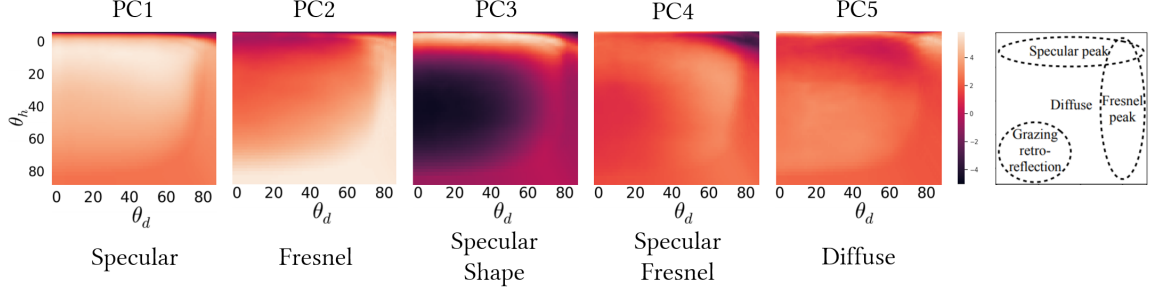 PC1 PC2 PC3 PC4 PC5
0
20
40
60
80
θh
0 20 40 60 80
θd
0 20 40 60 80
θd
0 20 40 60 80
θd
0 20 40 60 80
θd
0 20 40 60 80
θd
4
2
0
−2
−4
Specular peak
Diffuse
Fresnel
peak
Grazing
retro-
reflection
Specular
Fresnel
Specular
Shape
Specular
Fresnel
Diffuse